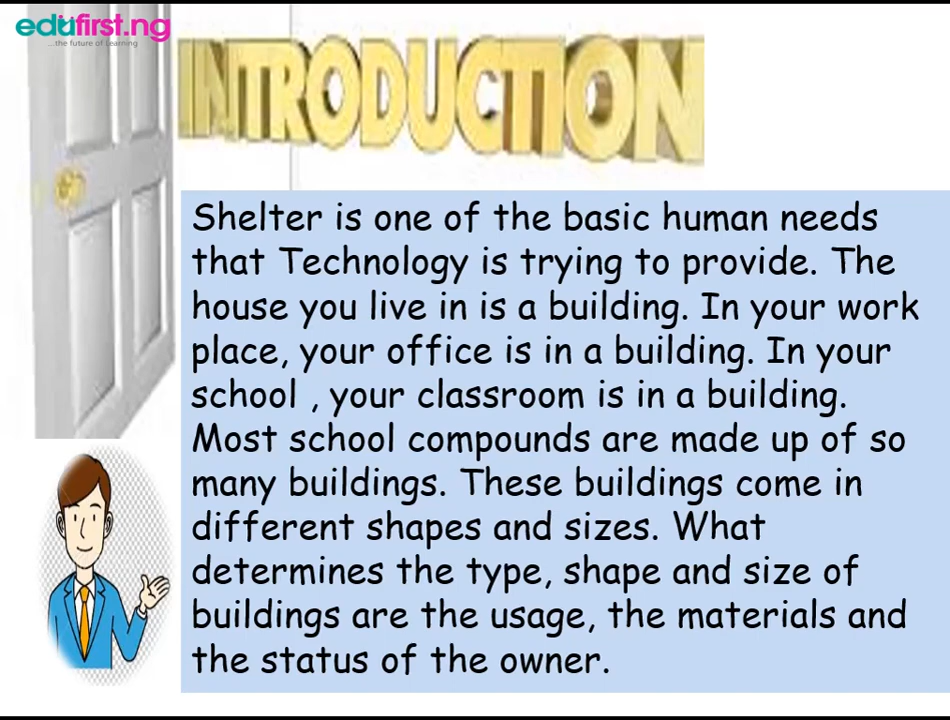 edufirst.ng
...the future of Learning
INTRODUCTION
Shelter is one of the basic human needs
that Technology is trying to provide. The
house you live in is a building. In your work
place, your office is in a building. In your
school , your classroom is in a building.
Most school compounds are made up of so
many buildings. These buildings come in
different shapes and sizes. What
determines the type, shape and size of
buildings are the usage, the materials and
the status of the owner.